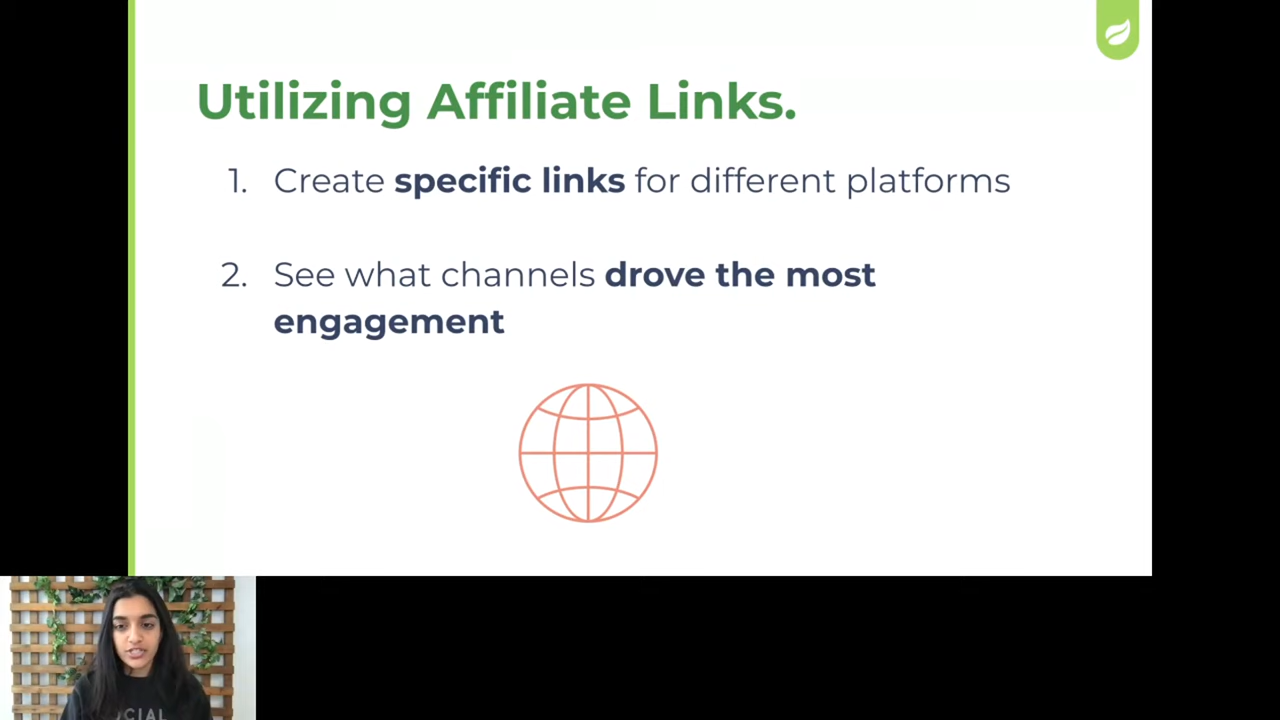 Utilizing Affiliate Links.
1. Create specific links for different platforms
2. See what channels drove the most
engagement